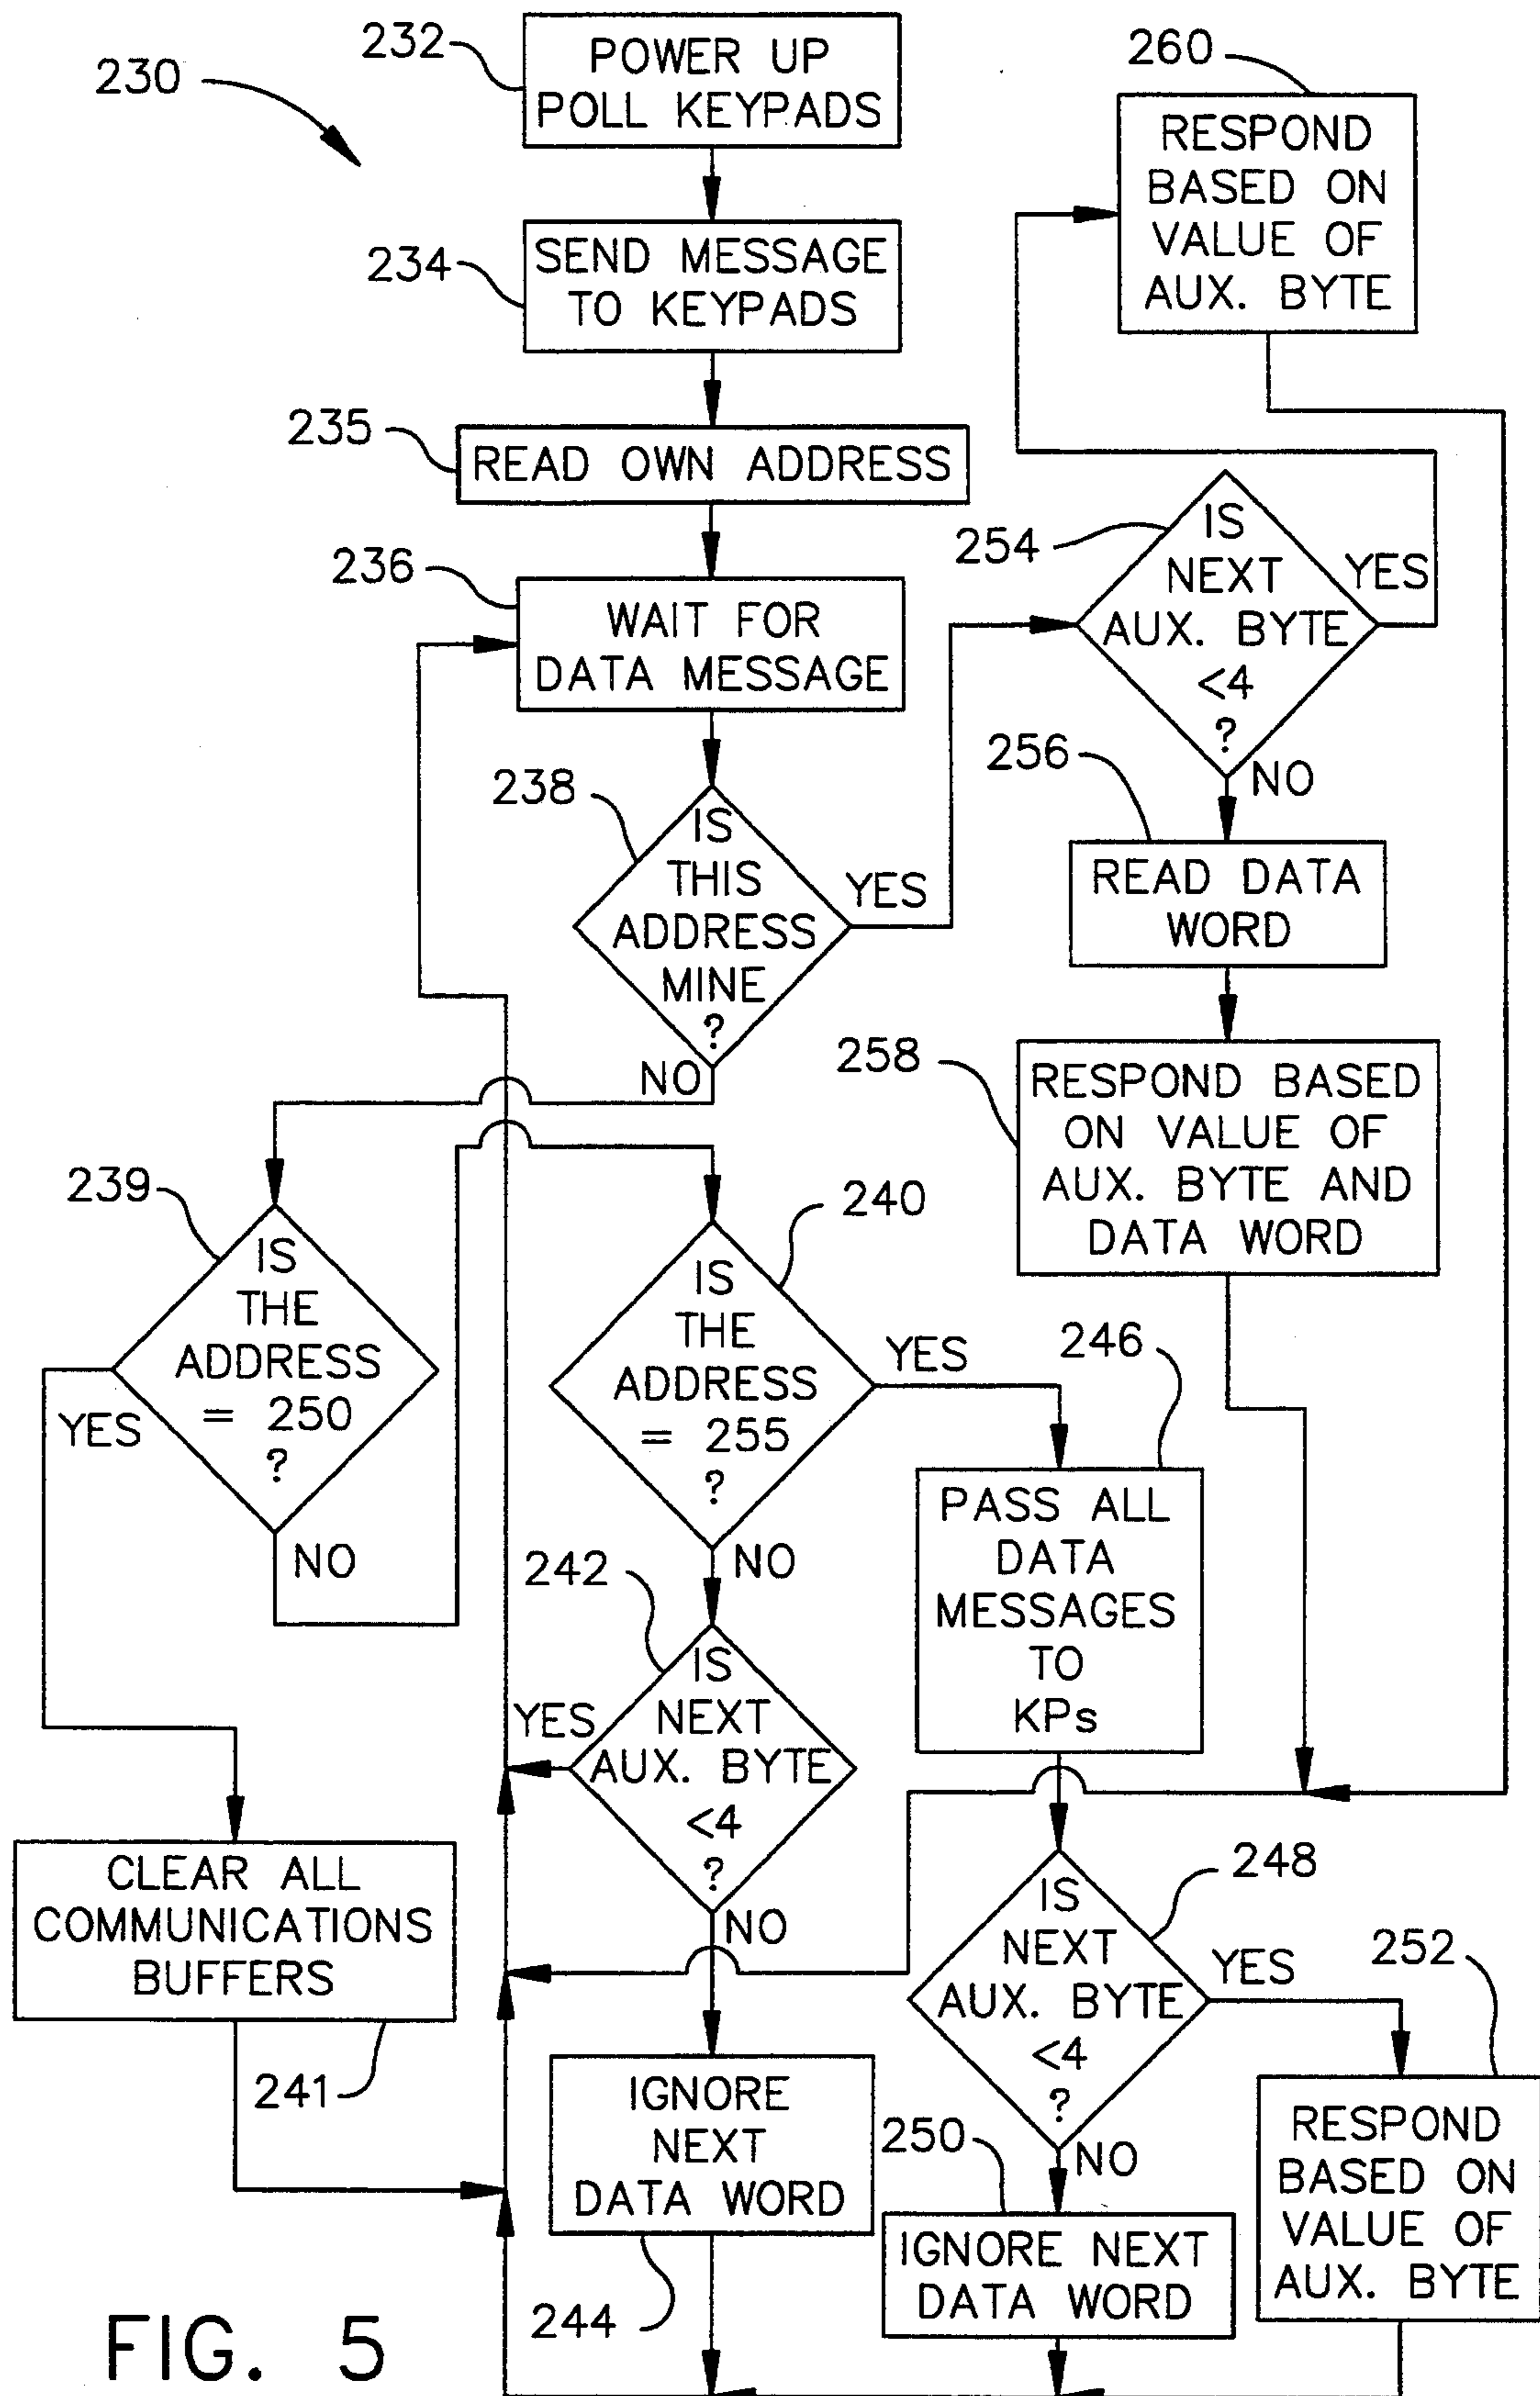 230
232
POWER UP
POLL KEYPADS
234
SEND MESSAGE
TO KEYPADS
235
READ OWN ADDRESS
236
WAIT FOR
DATA MESSAGE
238
IS
THIS
ADDRESS
MINE
?
YES
NO
260
RESPOND
BASED ON
VALUE OF
AUX. BYTE
254
IS
NEXT
AUX. BYTE
<4
?
YES
NO
256
READ DATA
WORD
258
RESPOND BASED
ON VALUE OF
AUX. BYTE AND
DATA WORD
239
IS
THE
ADDRESS
= 250
?
YES
NO
240
IS
THE
ADDRESS
= 255
?
YES
NO
246
PASS ALL
DATA
MESSAGES
TO
KPs
242
IS
NEXT
AUX. BYTE
<4
?
YES
NO
CLEAR ALL
COMMUNICATIONS
BUFFERS
241
248
IS
NEXT
AUX. BYTE
<4
?
YES
NO
252
RESPOND
BASED ON
VALUE OF
AUX. BYTE
IGNORE
NEXT
DATA WORD
244
250
IGNORE NEXT
DATA WORD
FIG. 5